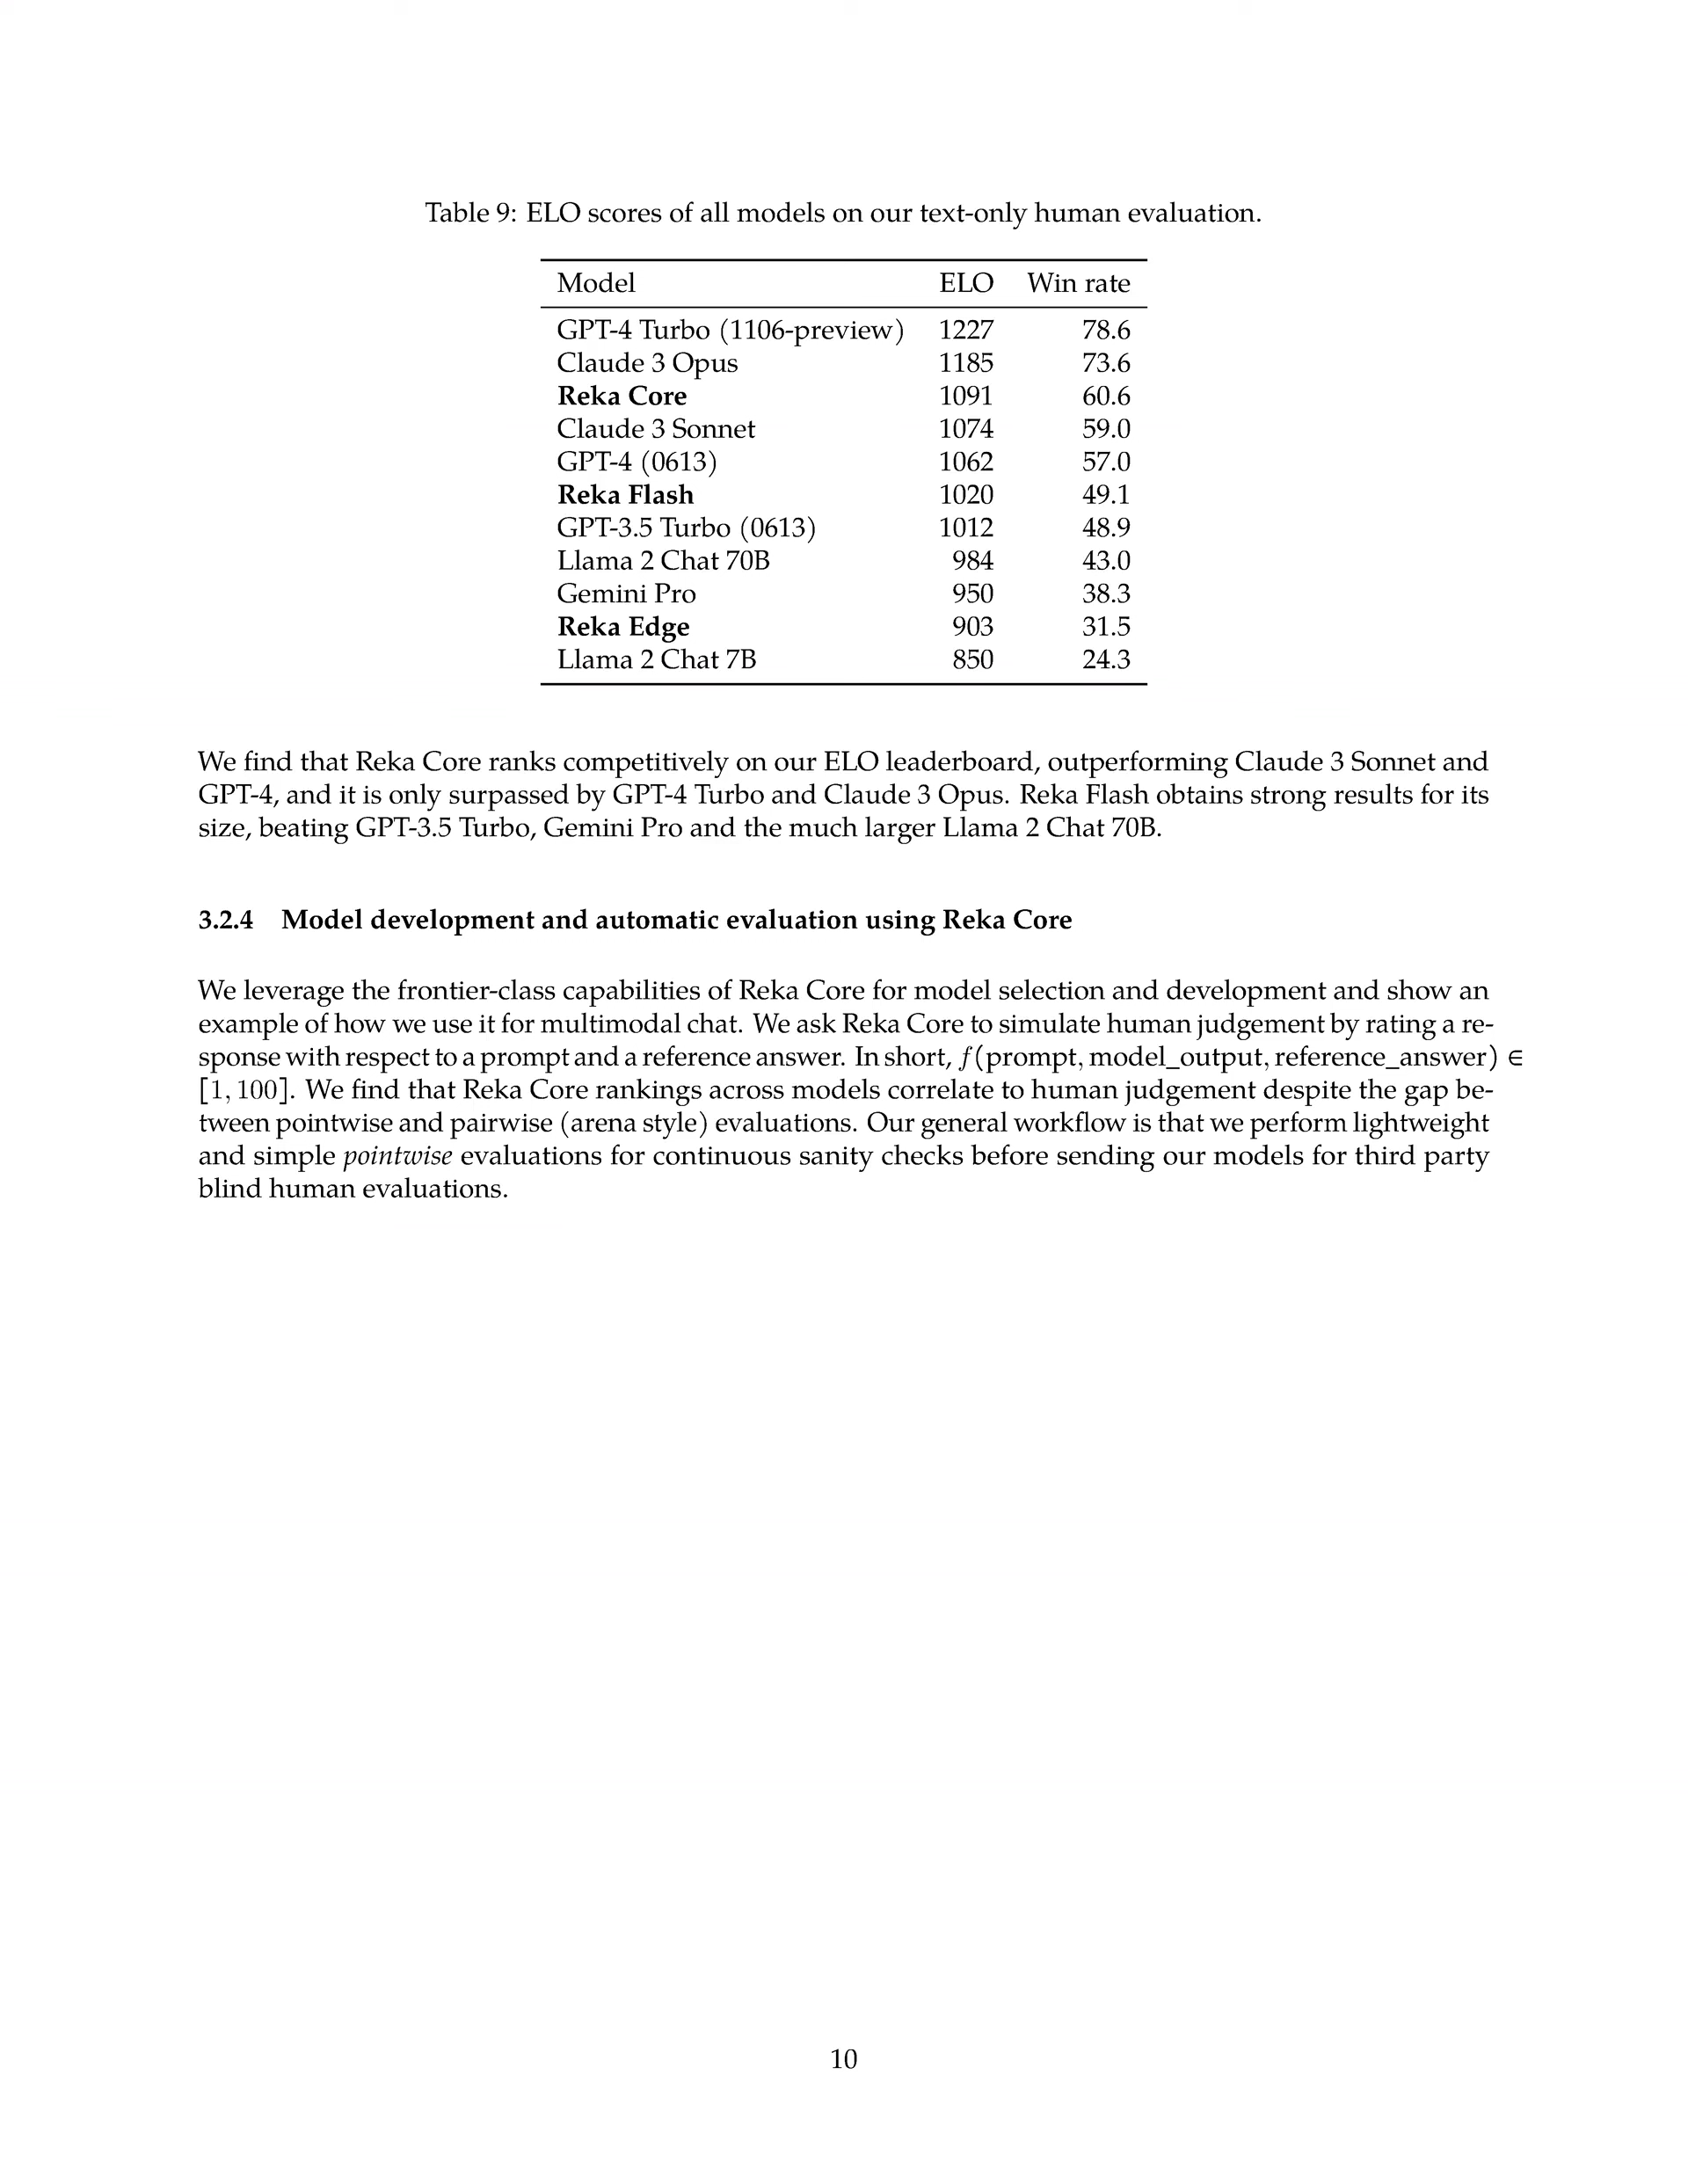 Table 9: ELO scores of all models on our text-only human evaluation.
Model ELO Win rate
GPT-4 Turbo (1106-preview) 1227 78.6
Claude 3 Opus 1185 73.6
Reka Core 1091 60.6
Claude 3 Sonnet 1074 59.0
GPT-4 (0613) 1062 57.0
Reka Flash 1020 49.1
GPT-3.5 Turbo (0613) 1012 48.9
Llama 2 Chat 70B 984 43.0
Gemini Pro 950 38.3
Reka Edge 903 31.5
Llama 2 Chat 7B 850 24.3
We find that Reka Core ranks competitively on our ELO leaderboard, outperforming Claude 3 Sonnet and
GPT-4, and it is only surpassed by GPT-4 Turbo and Claude 3 Opus. Reka Flash obtains strong results for its
size, beating GPT-3.5 Turbo, Gemini Pro and the much larger Llama 2 Chat 70B.
3.2.4 Model development and automatic evaluation using Reka Core
We leverage the frontier-class capabilities of Reka Core for model selection and development and show an
example of how we use it for multimodal chat. We ask Reka Core to simulate human judgement by rating a re-
sponse with respect to a prompt and a reference answer. In short, f(prompt, model_output, reference_answer) ∈
[1, 100]. We find that Reka Core rankings across models correlate to human judgement despite the gap be-
tween pointwise and pairwise (arena style) evaluations. Our general workflow is that we perform lightweight
and simple pointwise evaluations for continuous sanity checks before sending our models for third party
blind human evaluations.
10